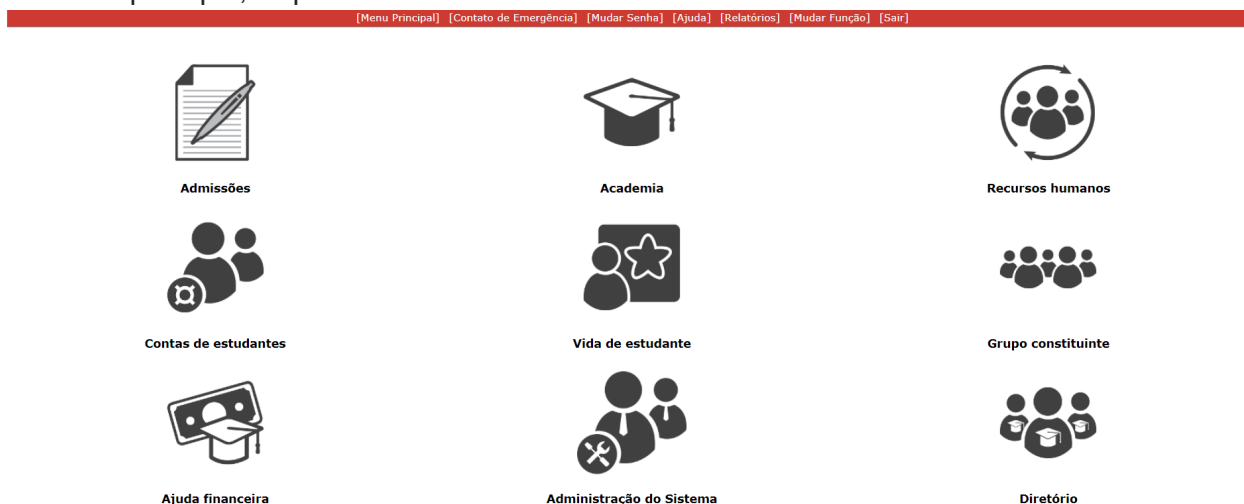 [Menu Principal] [Contato de Emergência] [Mudar Senha] [Ajuda] [Relatórios] [Mudar Função] [Sair]
Admissões
Academia
Recursos humanos
Contas de estudantes
Vida de estudante
Grupo constituinte
Ajuda financeira
Administração do Sistema
Diretório